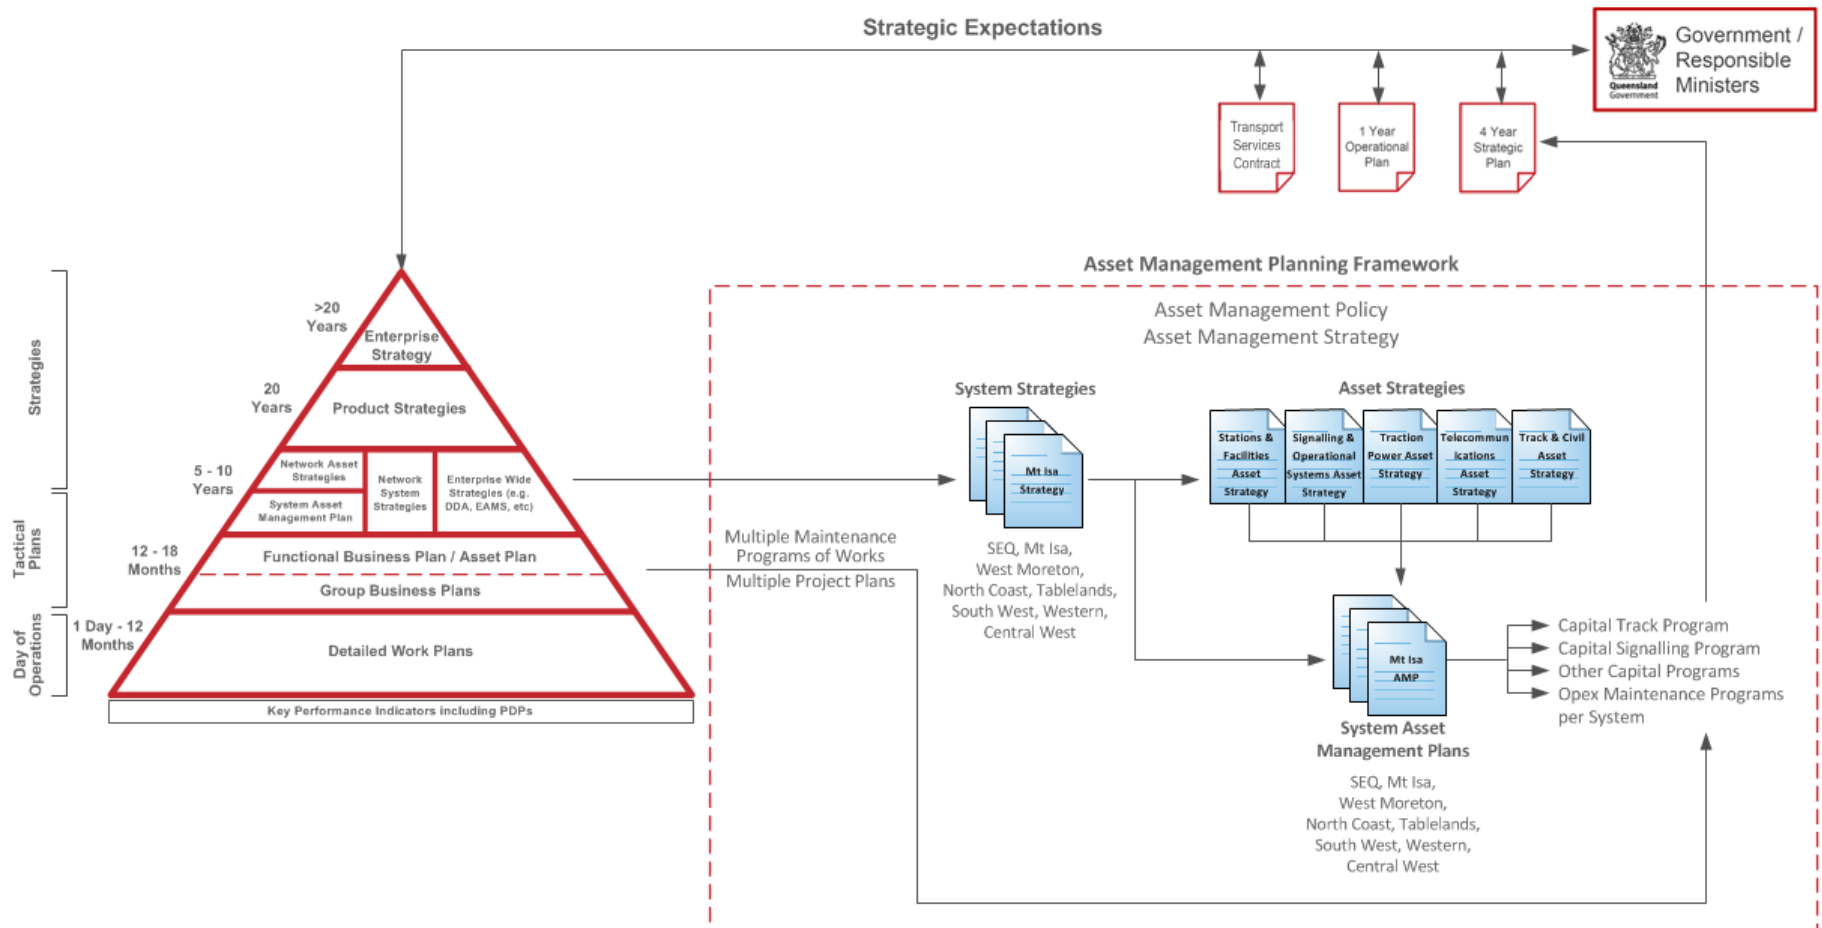 Strategic Expectations
Queensland
Government
Government /
Responsible
Ministers
Transport
Services
Contract
1 Year
Operational
Plan
4 Year
Strategic
Plan
Strategies
Tactical
Plans
Day of
Operations
>20
Years
20
Years
5 - 10
Years
12 - 18
Months
1 Day - 12
Months
Enterprise
Strategy
Product Strategies
Network Asset
Strategies
System Asset
Management Plan
Network
System
Strategies
Enterprise Wide
Strategies (e.g.
DDA, EAMS, etc)
Functional Business Plan / Asset Plan
Group Business Plans
Detailed Work Plans
Key Performance Indicators including PDPs
Multiple Maintenance
Programs of Works
Multiple Project Plans
Asset Management Planning Framework
Asset Management Policy
Asset Management Strategy
System Strategies
Mt Isa
Strategy
SEQ, Mt Isa,
West Moreton,
North Coast, Tablelands,
South West, Western,
Central West
Asset Strategies
Stations &
Facilities
Asset
Strategy
Signalling &
Operational
Systems Asset
Strategy
Traction
Power Asset
Strategy
Telecommun
ications
Asset
Strategy
Track & Civil
Asset
Strategy
Mt Isa
AMP
System Asset
Management Plans
SEQ, Mt Isa,
West Moreton,
North Coast, Tablelands,
South West, Western,
Central West
Capital Track Program
Capital Signalling Program
Other Capital Programs
Opex Maintenance Programs
per System